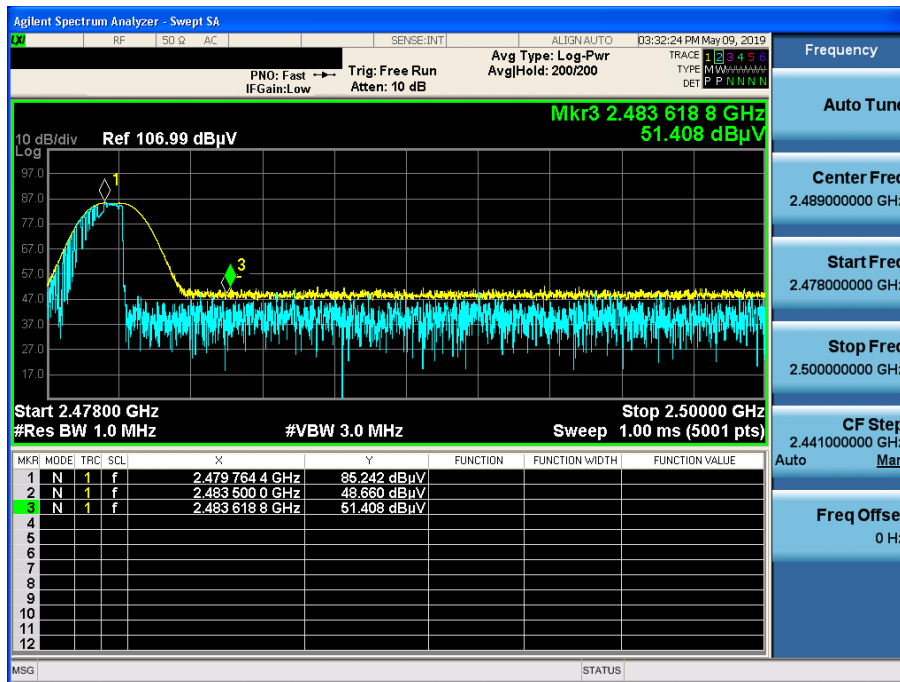 Agilent Spectrum Analyzer - Swept SA
LXI RF 50 Ω AC SENSE:INT ALIGN AUTO 03:32:24 PM May 09, 2019
PNO: Fast Trig: Free Run Avg Type: Log-Pwr TRACE 1 2 3 4 5 6
IFGain:Low Atten: 10 dB Avg|Hold: 200/200 TYPE M W
DET P P N N N N
Frequency
Mkr3 2.483 618 8 GHz
51.408 dBµV
10 dB/div Ref 106.99 dBµV
Log
97.0
87.0
77.0
67.0
57.0
47.0
37.0
27.0
17.0
1
3
Start 2.47800 GHz Stop 2.50000 GHz
#Res BW 1.0 MHz #VBW 3.0 MHz Sweep 1.00 ms (5001 pts)
MKR MODE TRC SCL X Y FUNCTION FUNCTION WIDTH FUNCTION VALUE
1 N 1 f 2.479 764 4 GHz 85.242 dBµV
2 N 1 f 2.483 500 0 GHz 48.660 dBµV
3 N 1 f 2.483 618 8 GHz 51.408 dBµV
4
5
6
7
8
9
10
11
12
MSG STATUS
Auto Tune
Center Freq
2.489000000 GH
Start Freq
2.478000000 GH
Stop Freq
2.500000000 GH
CF Step
2.441000000 GH
Auto Man
Freq Offse
0 H